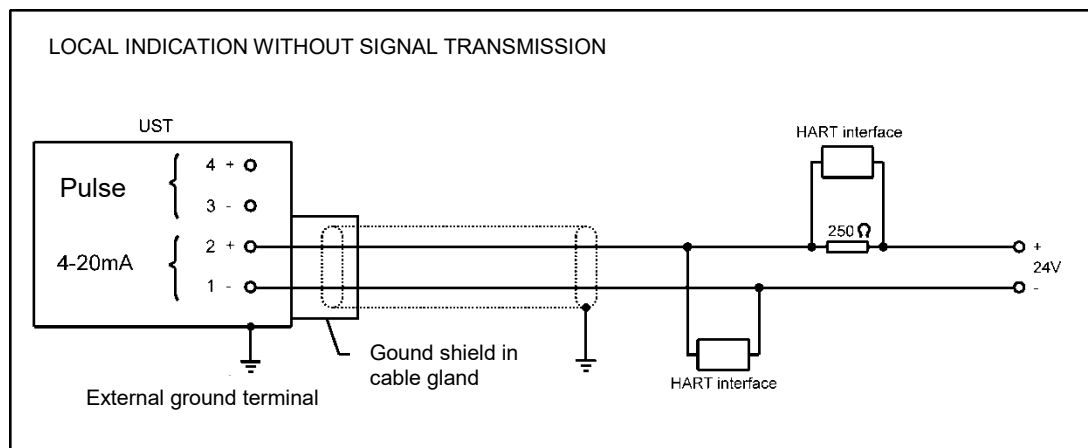 LOCAL INDICATION WITHOUT SIGNAL TRANSMISSION
UST
HART interface
Pulse
4 +
3 -
250 Ω
4-20mA
2 +
1 -
+
24V
-
Gound shield in
cable gland
HART interface
External ground terminal